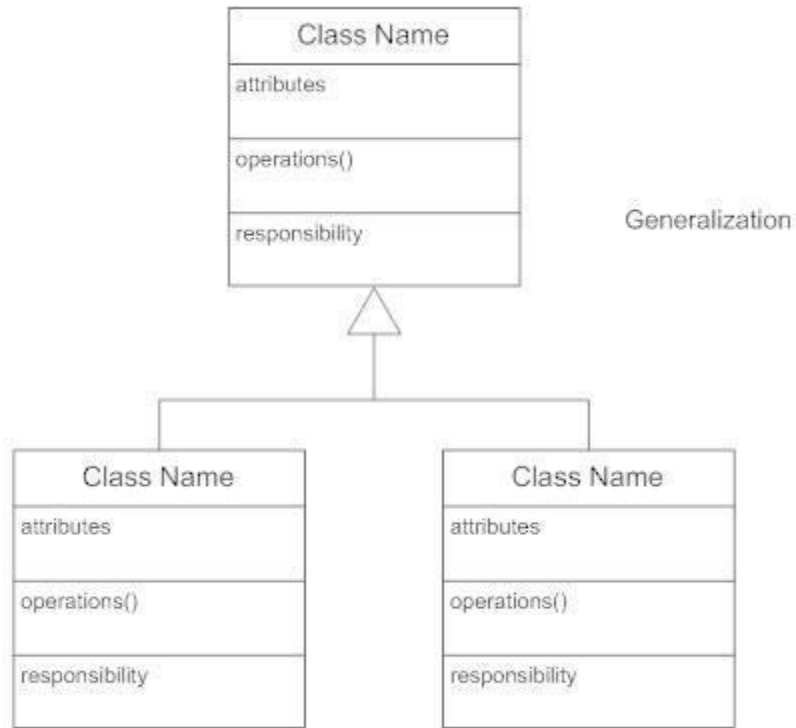 Class Name
attributes
operations()
responsibility
Generalization
Class Name
attributes
operations()
responsibility
Class Name
attributes
operations()
responsibility